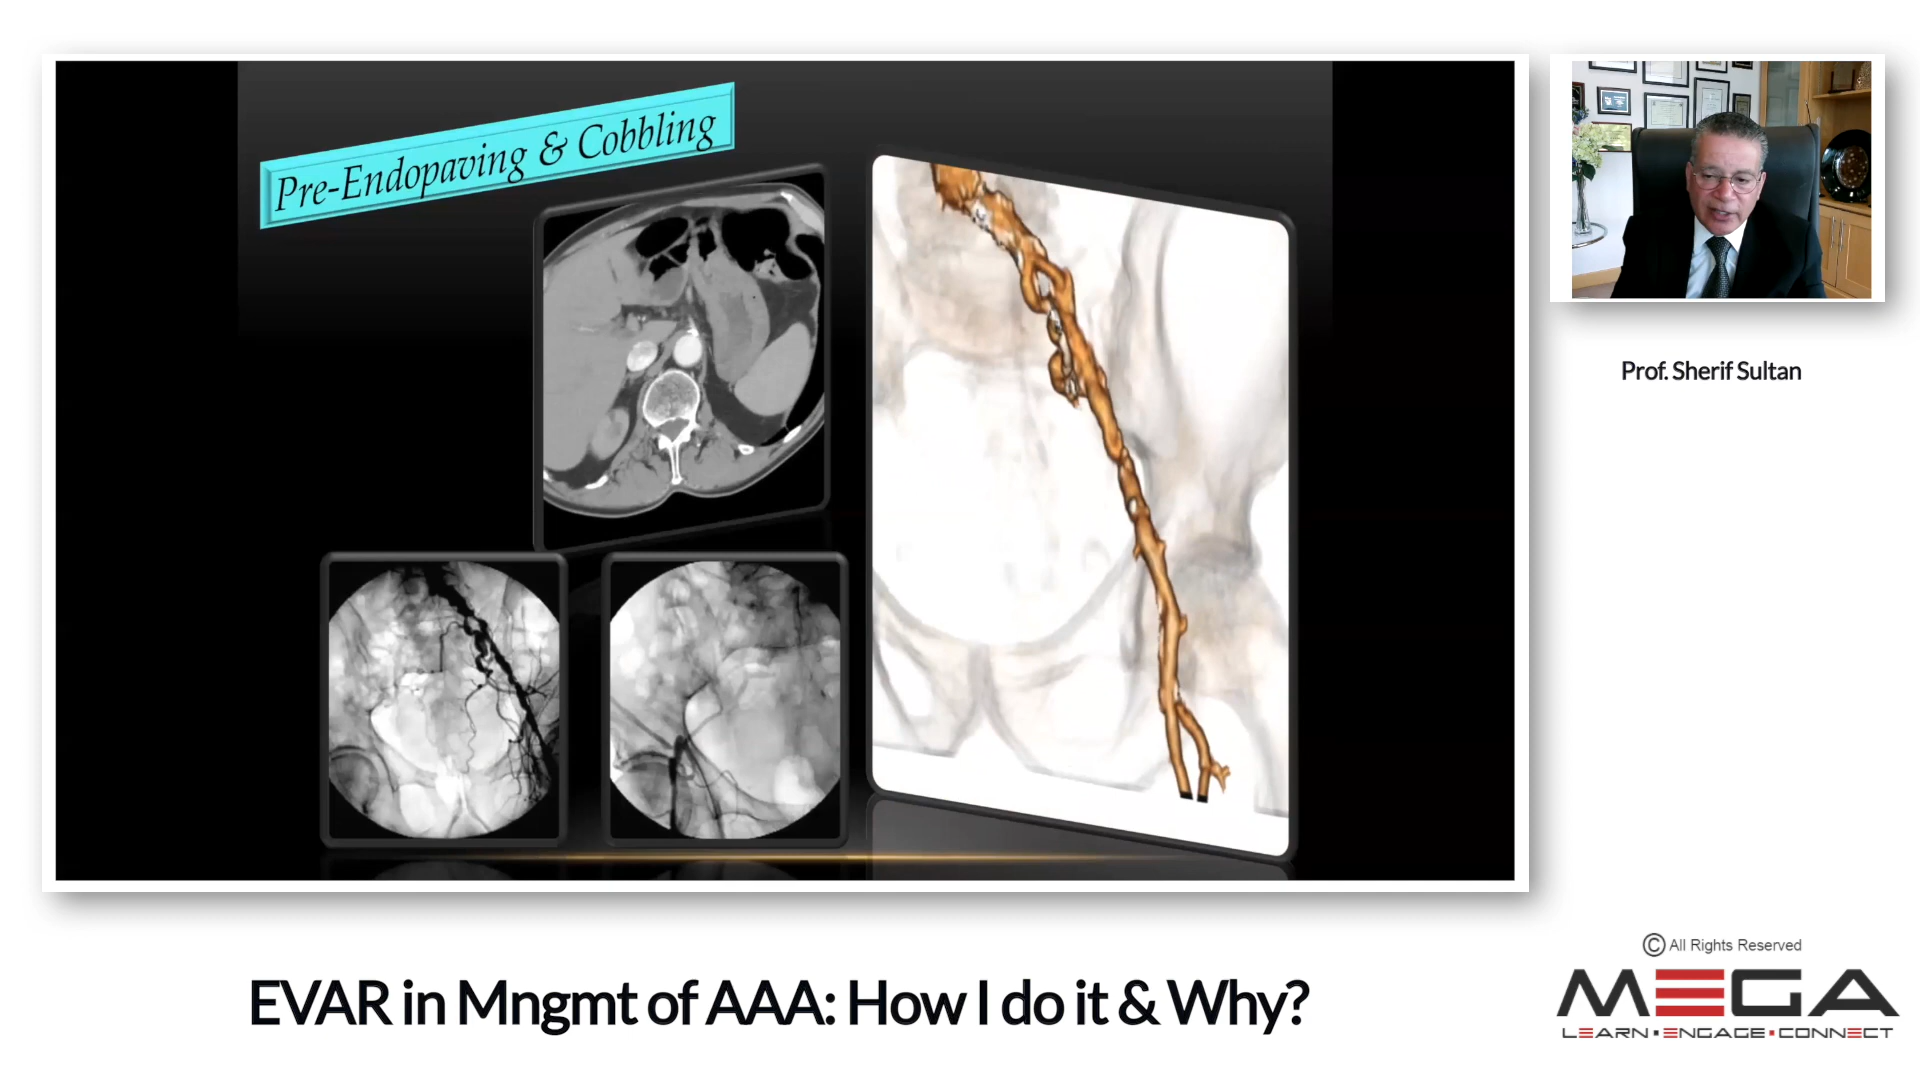 Pre-Endopaving & Cobbling
Prof. Sherif Sultan
EVAR in Mngmt of AAA: How I do it & Why?
© All Rights Reserved
MEGA
LEARN ▪ ENGAGE ▪ CONNECT